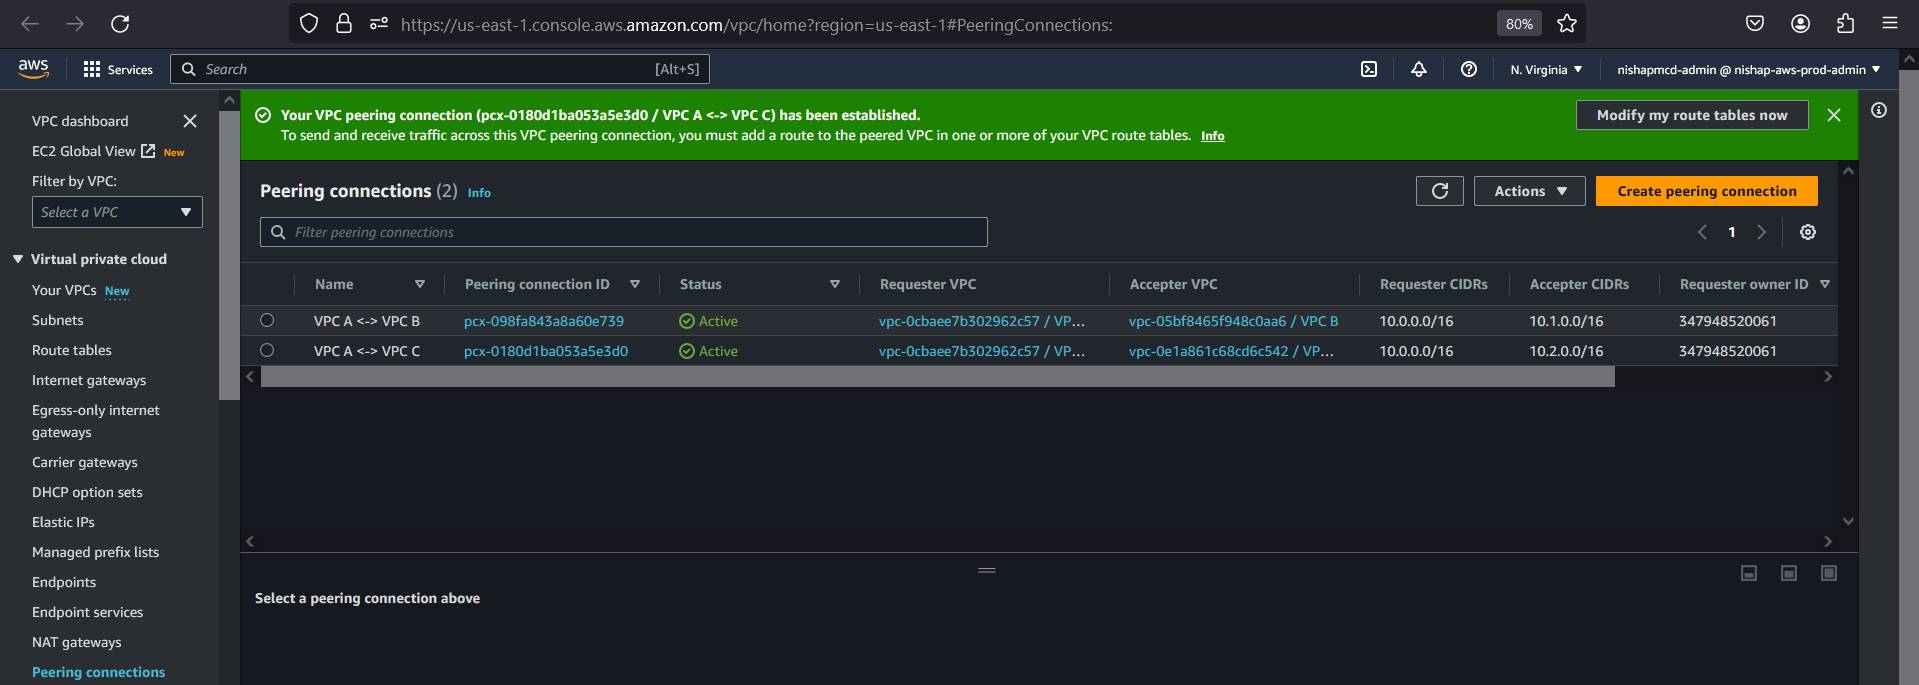 https://us-east-1.console.aws.amazon.com/vpc/home?region=us-east-1#PeeringConnections:
80%
aws
Services
Search
[Alt+S]
N. Virginia
nishapmcd-admin @ nishap-aws-prod-admin
VPC dashboard
EC2 Global View New
Filter by VPC:
Select a VPC
Virtual private cloud
Your VPCs New
Subnets
Route tables
Internet gateways
Egress-only internet
gateways
Carrier gateways
DHCP option sets
Elastic IPs
Managed prefix lists
Endpoints
Endpoint services
NAT gateways
Peering connections
Your VPC peering connection (pcx-0180d1ba053a5e3d0 / VPC A <-> VPC C) has been established.
To send and receive traffic across this VPC peering connection, you must add a route to the peered VPC in one or more of your VPC route tables. Info
Modify my route tables now
Peering connections (2) Info
Actions
Create peering connection
Filter peering connections
1
Name Peering connection ID Status Requester VPC Accepter VPC Requester CIDRs Accepter CIDRs Requester owner ID
VPC A <-> VPC B pcx-098fa843a8a60e739 Active vpc-0cbaee7b302962c57 / VP... vpc-05bf8465f948c0aa6 / VPC B 10.0.0.0/16 10.1.0.0/16 347948520061
VPC A <-> VPC C pcx-0180d1ba053a5e3d0 Active vpc-0cbaee7b302962c57 / VP... vpc-0e1a861c68cd6c542 / VP... 10.0.0.0/16 10.2.0.0/16 347948520061
Select a peering connection above